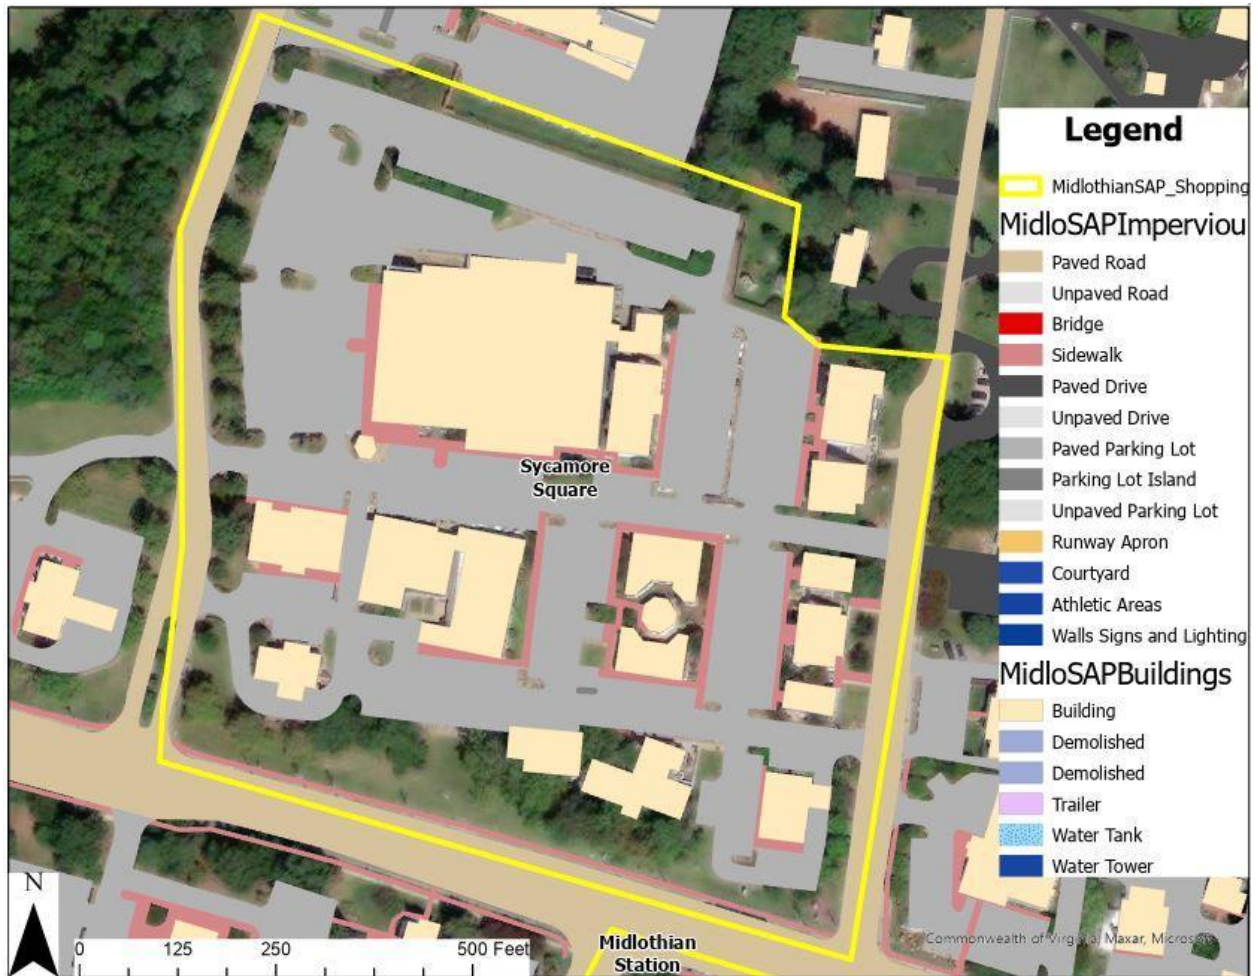 Legend
MidlothianSAP_Shopping
MidloSAPImperviou
Paved Road
Unpaved Road
Bridge
Sidewalk
Paved Drive
Unpaved Drive
Paved Parking Lot
Parking Lot Island
Unpaved Parking Lot
Runway Apron
Courtyard
Athletic Areas
Walls Signs and Lighting
MidloSAPBuildings
Building
Demolished
Demolished
Trailer
Water Tank
Water Tower
Sycamore
Square
N
0 125 250 500 Feet
Midlothian
Station
Commonwealth of Virginia, Maxar, Microsoft